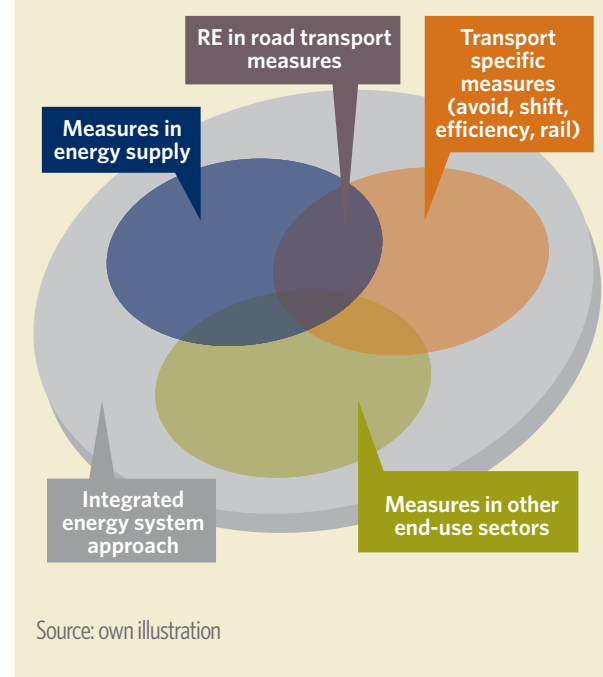 RE in road transport
measures
Transport
specific
measures
(avoid, shift,
efficiency, rail)
Measures in
energy supply
Integrated
energy system
approach
Measures in other
end-use sectors
Source: own illustration